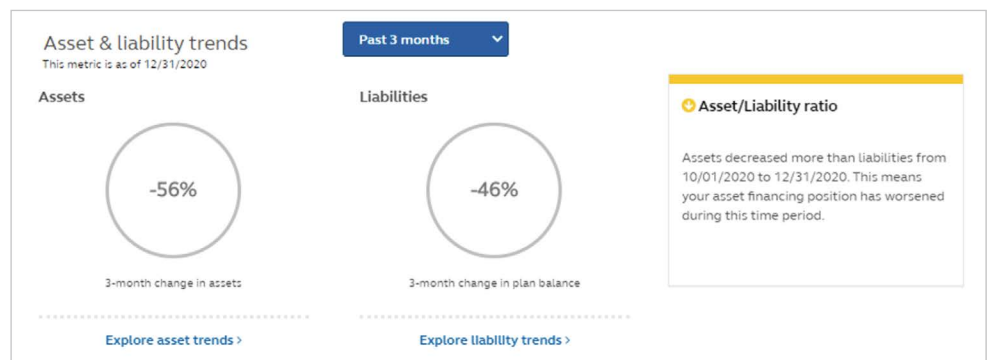 Asset & liability trends
Past 3 months
This metric is as of 12/31/2020
Assets
-56%
3-month change in assets
Explore asset trends >
Liabilities
-46%
3-month change in plan balance
Explore liability trends >
Asset/Liability ratio
Assets decreased more than liabilities from
10/01/2020 to 12/31/2020. This means
your asset financing position has worsened
during this time period.